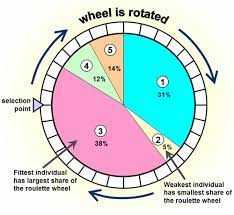 wheel is rotated
5
14%
4
12%
1
31%
selection
point
3
38%
2
5%
Fittest individual
has largest share of
the roulette wheel
Weakest individual
has smallest share of
the roulette wheel